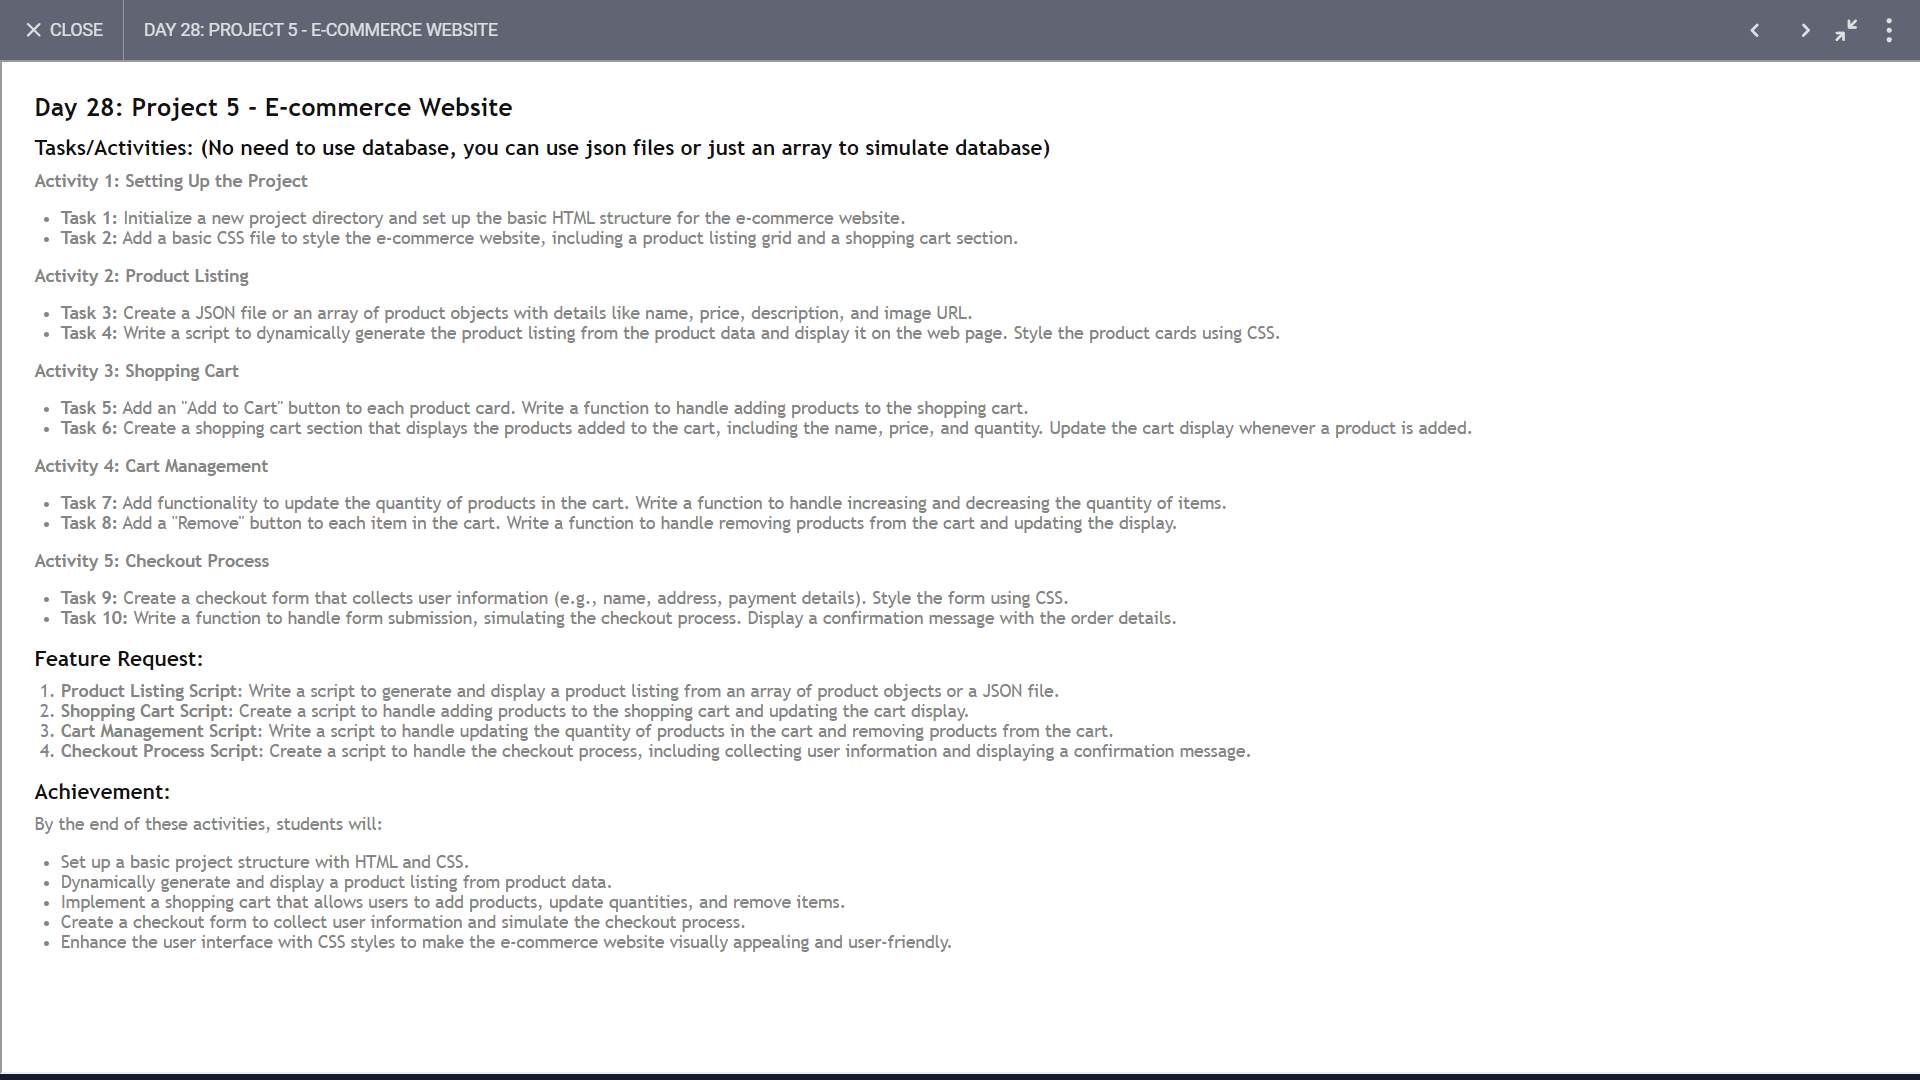 CLOSE
DAY 28: PROJECT 5 - E-COMMERCE WEBSITE
Day 28: Project 5 - E-commerce Website
Tasks/Activities: (No need to use database, you can use json files or just an array to simulate database)
Activity 1: Setting Up the Project
• Task 1: Initialize a new project directory and set up the basic HTML structure for the e-commerce website.
• Task 2: Add a basic CSS file to style the e-commerce website, including a product listing grid and a shopping cart section.
Activity 2: Product Listing
• Task 3: Create a JSON file or an array of product objects with details like name, price, description, and image URL.
• Task 4: Write a script to dynamically generate the product listing from the product data and display it on the web page. Style the product cards using CSS.
Activity 3: Shopping Cart
• Task 5: Add an "Add to Cart" button to each product card. Write a function to handle adding products to the shopping cart.
• Task 6: Create a shopping cart section that displays the products added to the cart, including the name, price, and quantity. Update the cart display whenever a product is added.
Activity 4: Cart Management
• Task 7: Add functionality to update the quantity of products in the cart. Write a function to handle increasing and decreasing the quantity of items.
• Task 8: Add a "Remove" button to each item in the cart. Write a function to handle removing products from the cart and updating the display.
Activity 5: Checkout Process
• Task 9: Create a checkout form that collects user information (e.g., name, address, payment details). Style the form using CSS.
• Task 10: Write a function to handle form submission, simulating the checkout process. Display a confirmation message with the order details.
Feature Request:
1. Product Listing Script: Write a script to generate and display a product listing from an array of product objects or a JSON file.
2. Shopping Cart Script: Create a script to handle adding products to the shopping cart and updating the cart display.
3. Cart Management Script: Write a script to handle updating the quantity of products in the cart and removing products from the cart.
4. Checkout Process Script: Create a script to handle the checkout process, including collecting user information and displaying a confirmation message.
Achievement:
By the end of these activities, students will:
• Set up a basic project structure with HTML and CSS.
• Dynamically generate and display a product listing from product data.
• Implement a shopping cart that allows users to add products, update quantities, and remove items.
• Create a checkout form to collect user information and simulate the checkout process.
• Enhance the user interface with CSS styles to make the e-commerce website visually appealing and user-friendly.